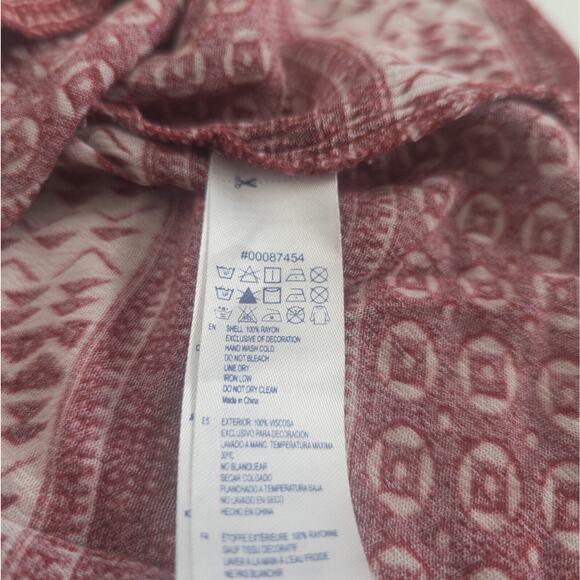 #00087454
EN SHELL: 100% RAYON
EXCLUSIVE OF DECORATION
HAND WASH COLD
DO NOT BLEACH
LINE DRY
IRON LOW
DO NOT DRY CLEAN
Made in China
ES EXTERIOR: 100% VISCOSA
EXCLUSIVO PARA DECORACION
LAVADO A MANO, TEMPERATURA MAXIMA
30ºC
NO BLANQUEAR
SECAR COLGADO
PLANCHADO A TEMPERATURA BAJA
NO LAVADO EN SECO
HECHO EN CHINA
FR ÉTOFFE EXTÉRIEURE: 100% RAYONNE
SAUF TISSU DÉCORATIF
LAVER À LA MAIN À L'EAU FROIDE
NE PAS BLANCHIR